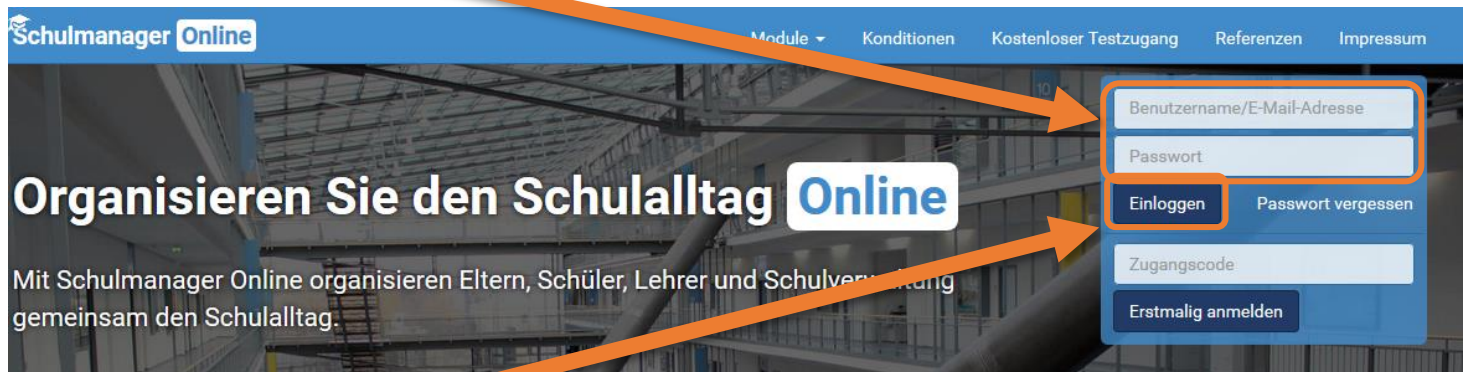 Schulmanager Online
Module Konditionen Kostenloser Testzugang Referenzen Impressum
10
Benutzername/E-Mail-Adresse
Passwort
Einloggen Passwort vergessen
Zugangscode
Erstmalig anmelden
Organisieren Sie den Schulalltag Online
Mit Schulmanager Online organisieren Eltern, Schüler, Lehrer und Schulverwaltung
gemeinsam den Schulalltag.